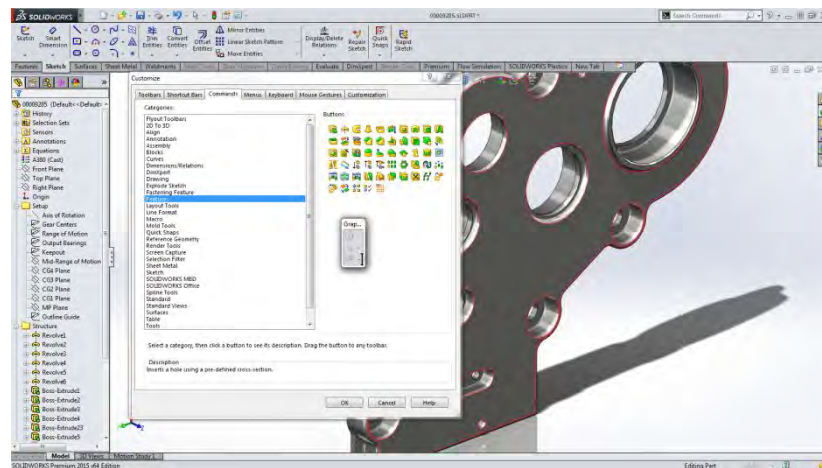 SOLIDWORKS
00009285.SLDPRT *
Search Commands
Sketch
Smart Dimension
Trim Entities
Convert Entities
Offset Entities
Mirror Entities
Linear Sketch Pattern
Move Entities
Display/Delete Relations
Repair Sketch
Quick Snaps
Rapid Sketch
Features
Sketch
Surfaces
Sheet Metal
Weldments
Evaluate
DimXpert
Premium
Flow Simulation
SOLIDWORKS Plastics
New Tab
00009285 (Default<<Default>
History
Selection Sets
Sensors
Annotations
Equations
A380 (Cast)
Front Plane
Top Plane
Right Plane
Origin
Setup
Axis of Rotation
Gear Centers
Range of Motion
Output Bearings
Keepout
Mid-Range of Motion
CG4 Plane
CG3 Plane
CG2 Plane
CG1 Plane
MP Plane
Outline Guide
Structure
Revolve1
Revolve2
Revolve3
Revolve4
Revolve5
Revolve6
Boss-Extrude1
Boss-Extrude2
Boss-Extrude3
Boss-Extrude4
Boss-Extrude23
Boss-Extrude5
Customize
Toolbars
Shortcut Bars
Commands
Menus
Keyboard
Mouse Gestures
Customization
Categories:
Flyout Toolbars
2D To 3D
Align
Annotation
Assembly
Blocks
Curves
Dimensions/Relations
DimXpert
Drawing
Explode Sketch
Fastening Feature
Features
Layout Tools
Line Format
Macro
Mold Tools
Quick Snaps
Reference Geometry
Render Tools
Screen Capture
Selection Filter
Sheet Metal
Sketch
SOLIDWORKS MBD
SOLIDWORKS Office
Spline Tools
Standard
Standard Views
Surfaces
Table
Tools
Buttons
Grap...
Select a category, then click a button to see its description. Drag the button to any toolbar.
Description
Inserts a hole using a pre-defined cross-section.
OK
Cancel
Help
Model
3D Views
Motion Study 1
SOLIDWORKS Premium 2015 x64 Edition
Editing Part